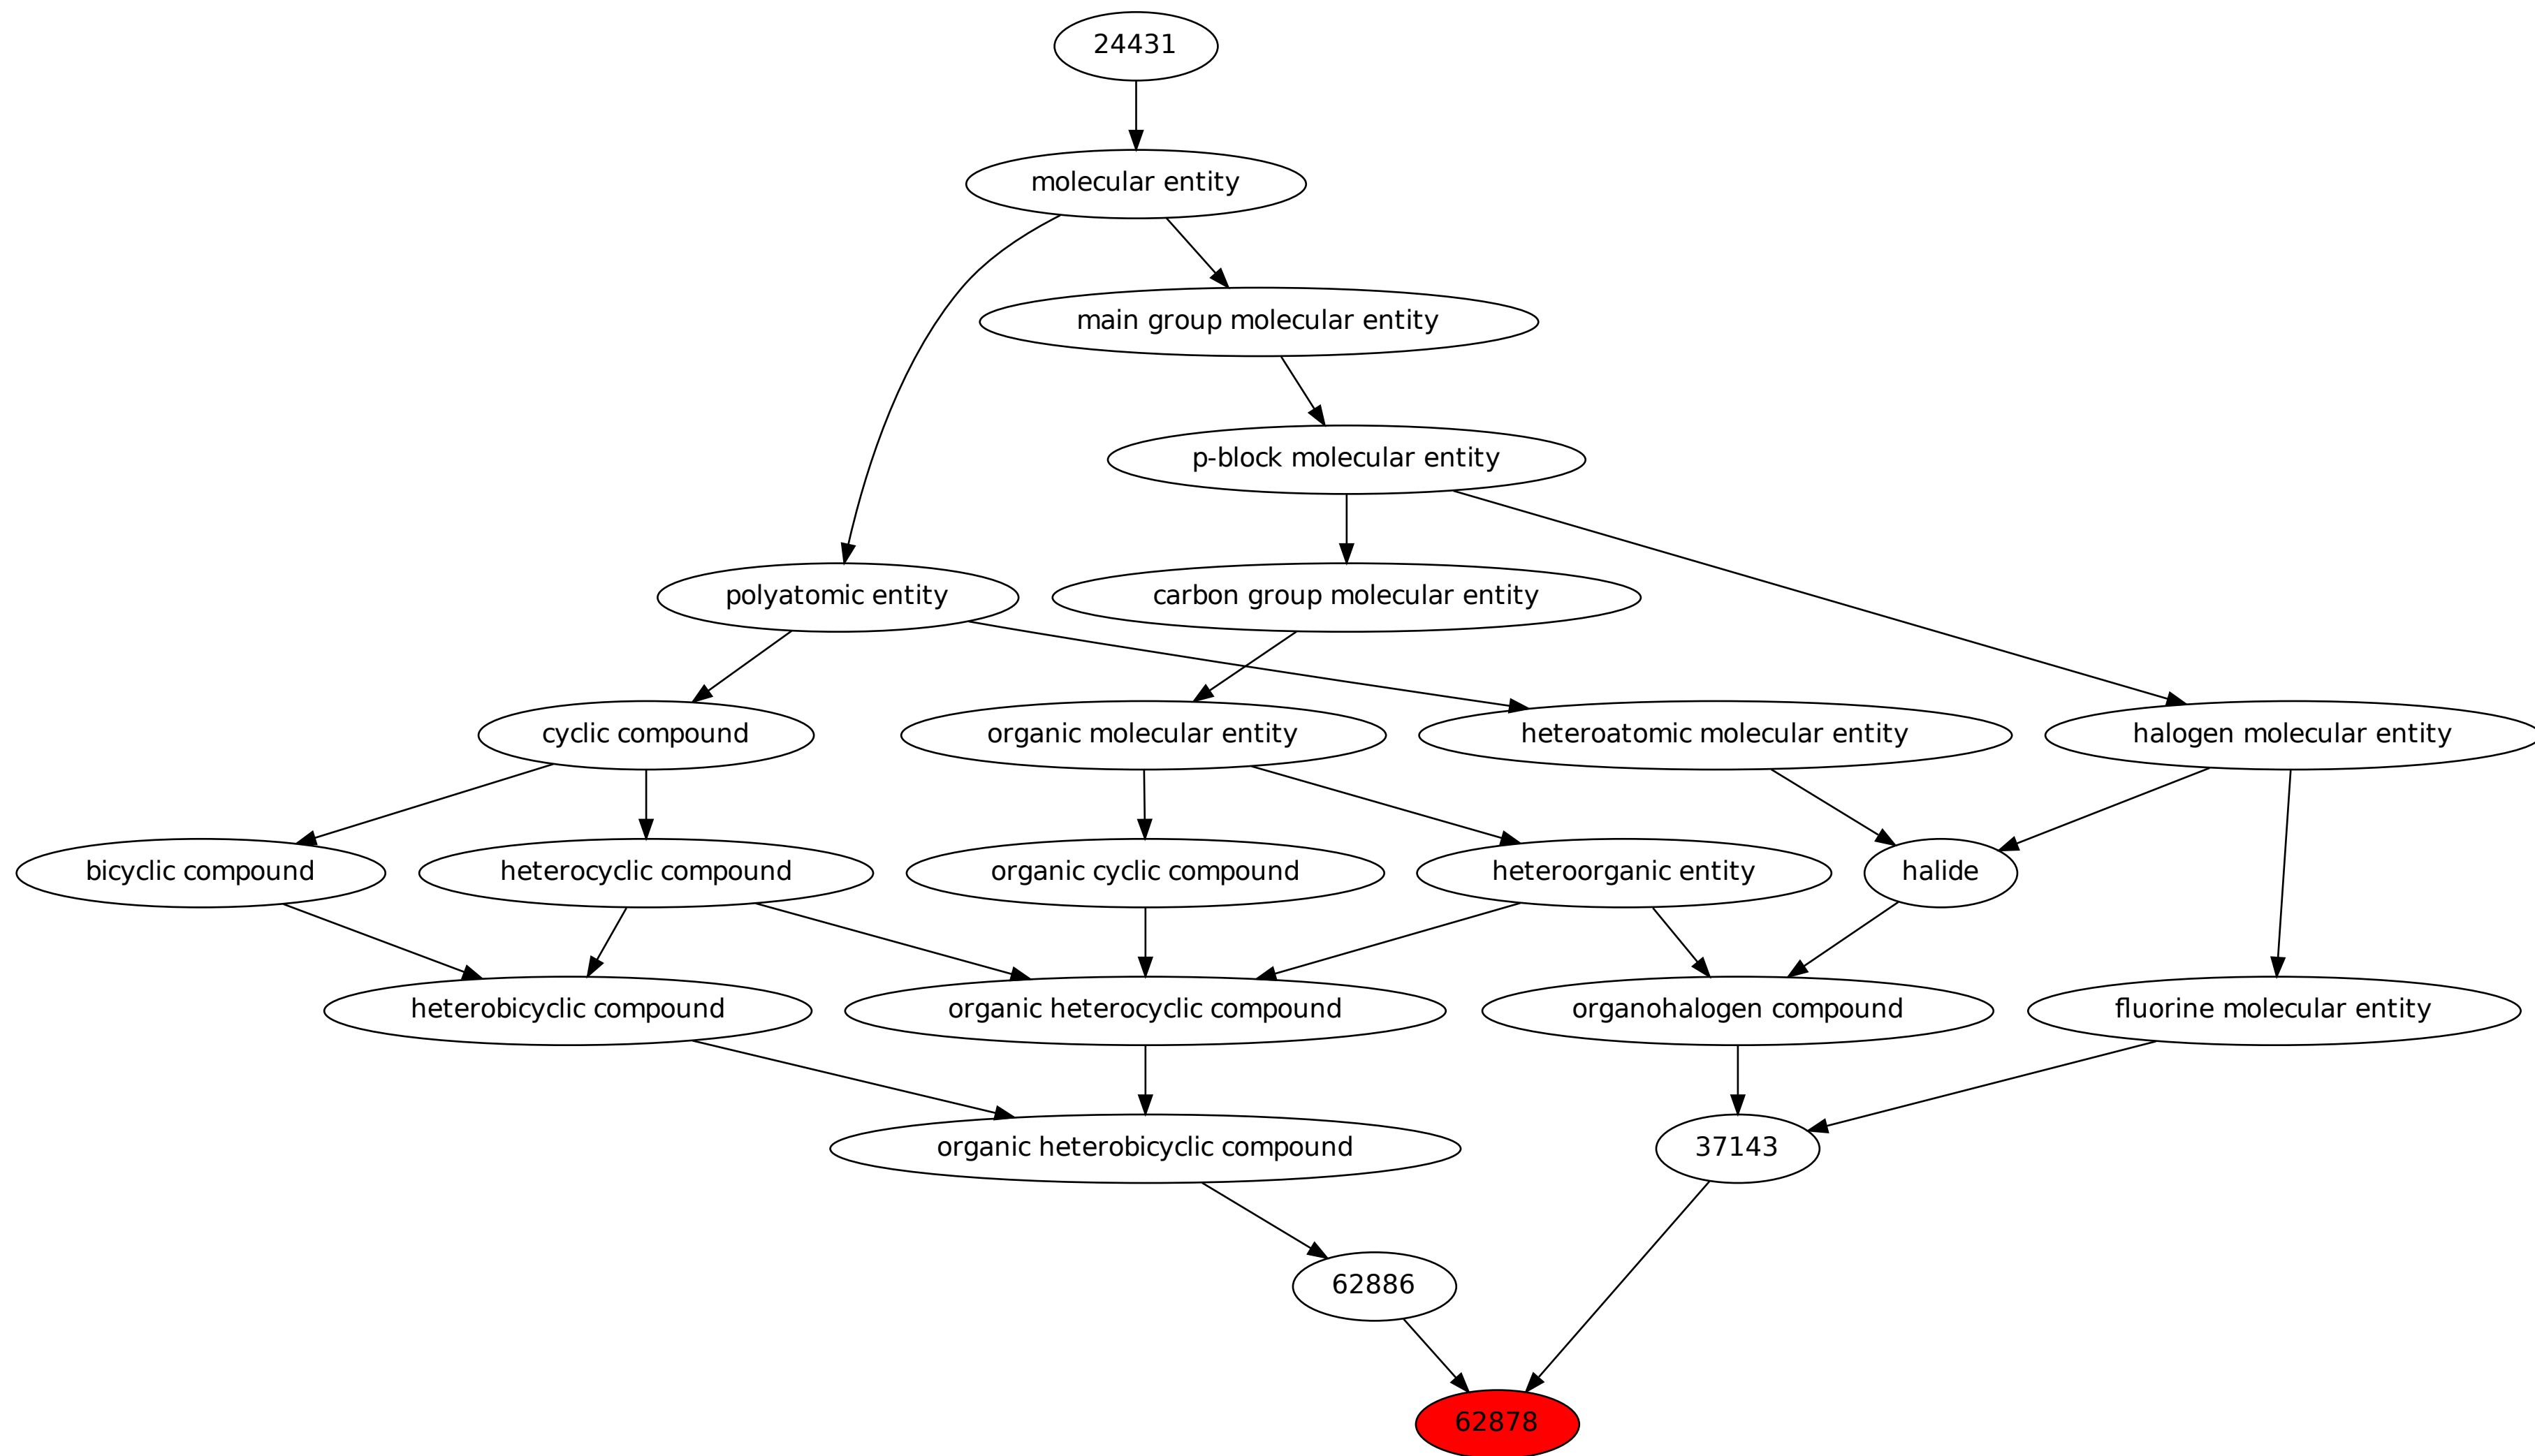 24431
molecular entity
main group molecular entity
p-block molecular entity
polyatomic entity
carbon group molecular entity
cyclic compound
organic molecular entity
heteroatomic molecular entity
halogen molecular entity
bicyclic compound
heterocyclic compound
organic cyclic compound
heteroorganic entity
halide
heterobicyclic compound
organic heterocyclic compound
organohalogen compound
fluorine molecular entity
organic heterobicyclic compound
37143
62886
62878